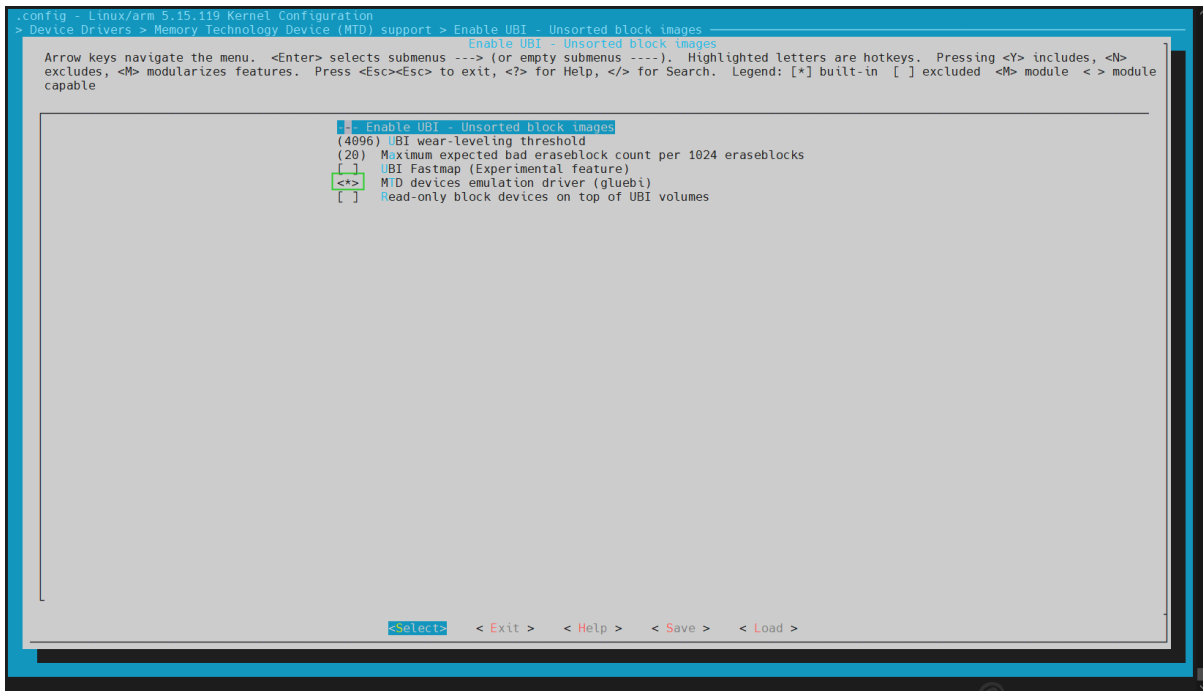 .config - Linux/arm 5.15.119 Kernel Configuration
> Device Drivers > Memory Technology Device (MTD) support > Enable UBI - Unsorted block images
Enable UBI - Unsorted block images
Arrow keys navigate the menu.  <Enter> selects submenus ---> (or empty submenus ----).  Highlighted letters are hotkeys.  Pressing <Y> includes, <N>
excludes, <M> modularizes features.  Press <Esc><Esc> to exit, <?> for Help, </> for Search.  Legend: [*] built-in  [ ] excluded  <M> module  < > module
capable
--- Enable UBI - Unsorted block images
(4096) UBI wear-leveling threshold
(20)  Maximum expected bad eraseblock count per 1024 eraseblocks
[ ]   UBI Fastmap (Experimental feature)
<*>   MTD devices emulation driver (gluebi)
[ ]   Read-only block devices on top of UBI volumes
<Select>    < Exit >    < Help >    < Save >    < Load >